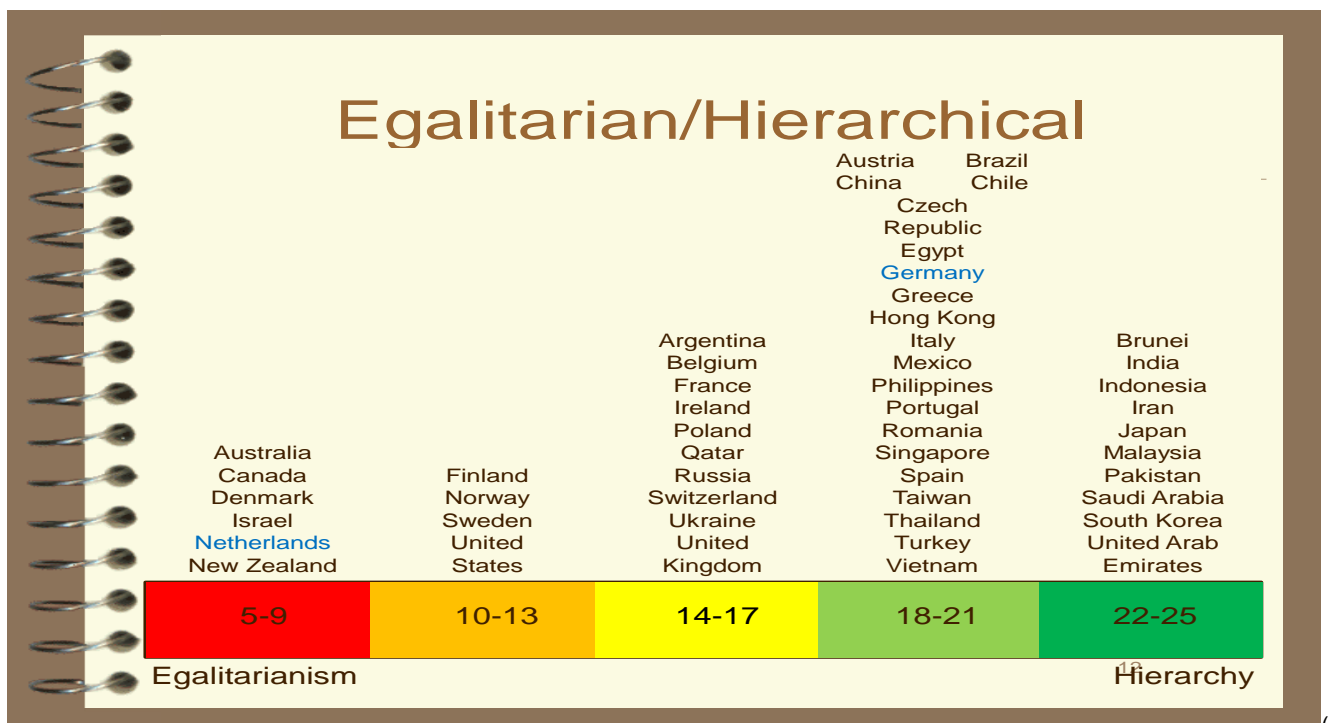 Egalitarian/Hierarchical
Australia
Canada
Denmark
Israel
Netherlands
New Zealand
Finland
Norway
Sweden
United
States
Argentina
Belgium
France
Ireland
Poland
Qatar
Russia
Switzerland
Ukraine
United
Kingdom
Austria Brazil
China Chile
Czech
Republic
Egypt
Germany
Greece
Hong Kong
Italy
Mexico
Philippines
Portugal
Romania
Singapore
Spain
Taiwan
Thailand
Turkey
Vietnam
Brunei
India
Indonesia
Iran
Japan
Malaysia
Pakistan
Saudi Arabia
South Korea
United Arab
Emirates
5-9 10-13 14-17 18-21 22-25
Egalitarianism Hierarchy
12